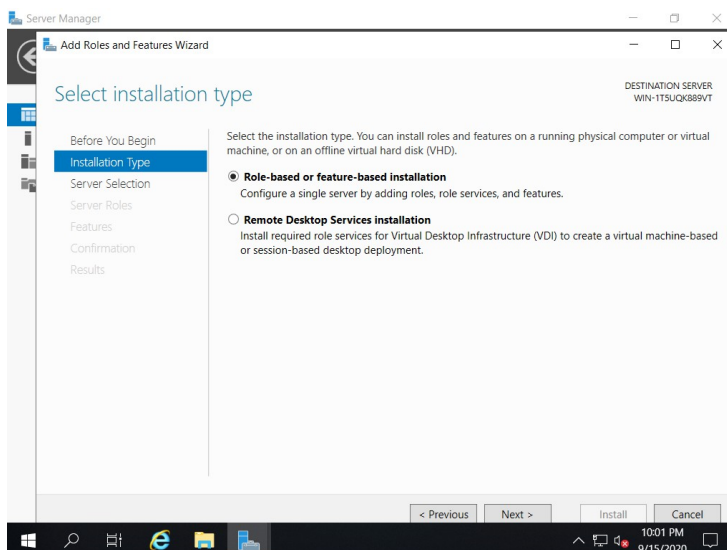 Server Manager
Add Roles and Features Wizard
Select installation type
DESTINATION SERVER
WIN-1T5UQK889VT
Before You Begin
Installation Type
Server Selection
Server Roles
Features
Confirmation
Results
Select the installation type. You can install roles and features on a running physical computer or virtual
machine, or on an offline virtual hard disk (VHD).
Role-based or feature-based installation
Configure a single server by adding roles, role services, and features.
Remote Desktop Services installation
Install required role services for Virtual Desktop Infrastructure (VDI) to create a virtual machine-based
or session-based desktop deployment.
< Previous
Next >
Install
Cancel
10:01 PM
9/15/2020